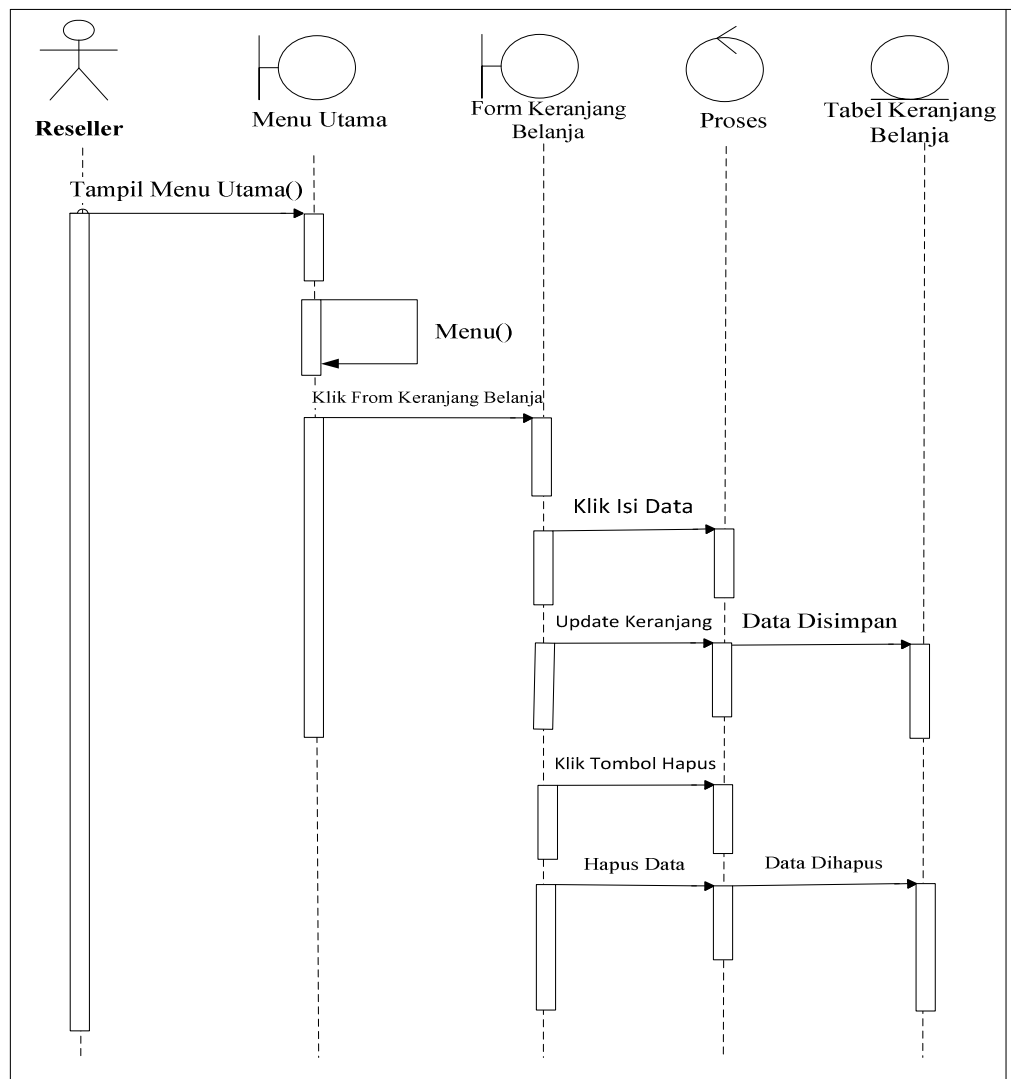 Reseller
Menu Utama
Form Keranjang
Belanja
Proses
Tabel Keranjang
Belanja
Tampil Menu Utama()
Menu()
Klik From Keranjang Belanja
Klik Isi Data
Update Keranjang
Data Disimpan
Klik Tombol Hapus
Hapus Data
Data Dihapus